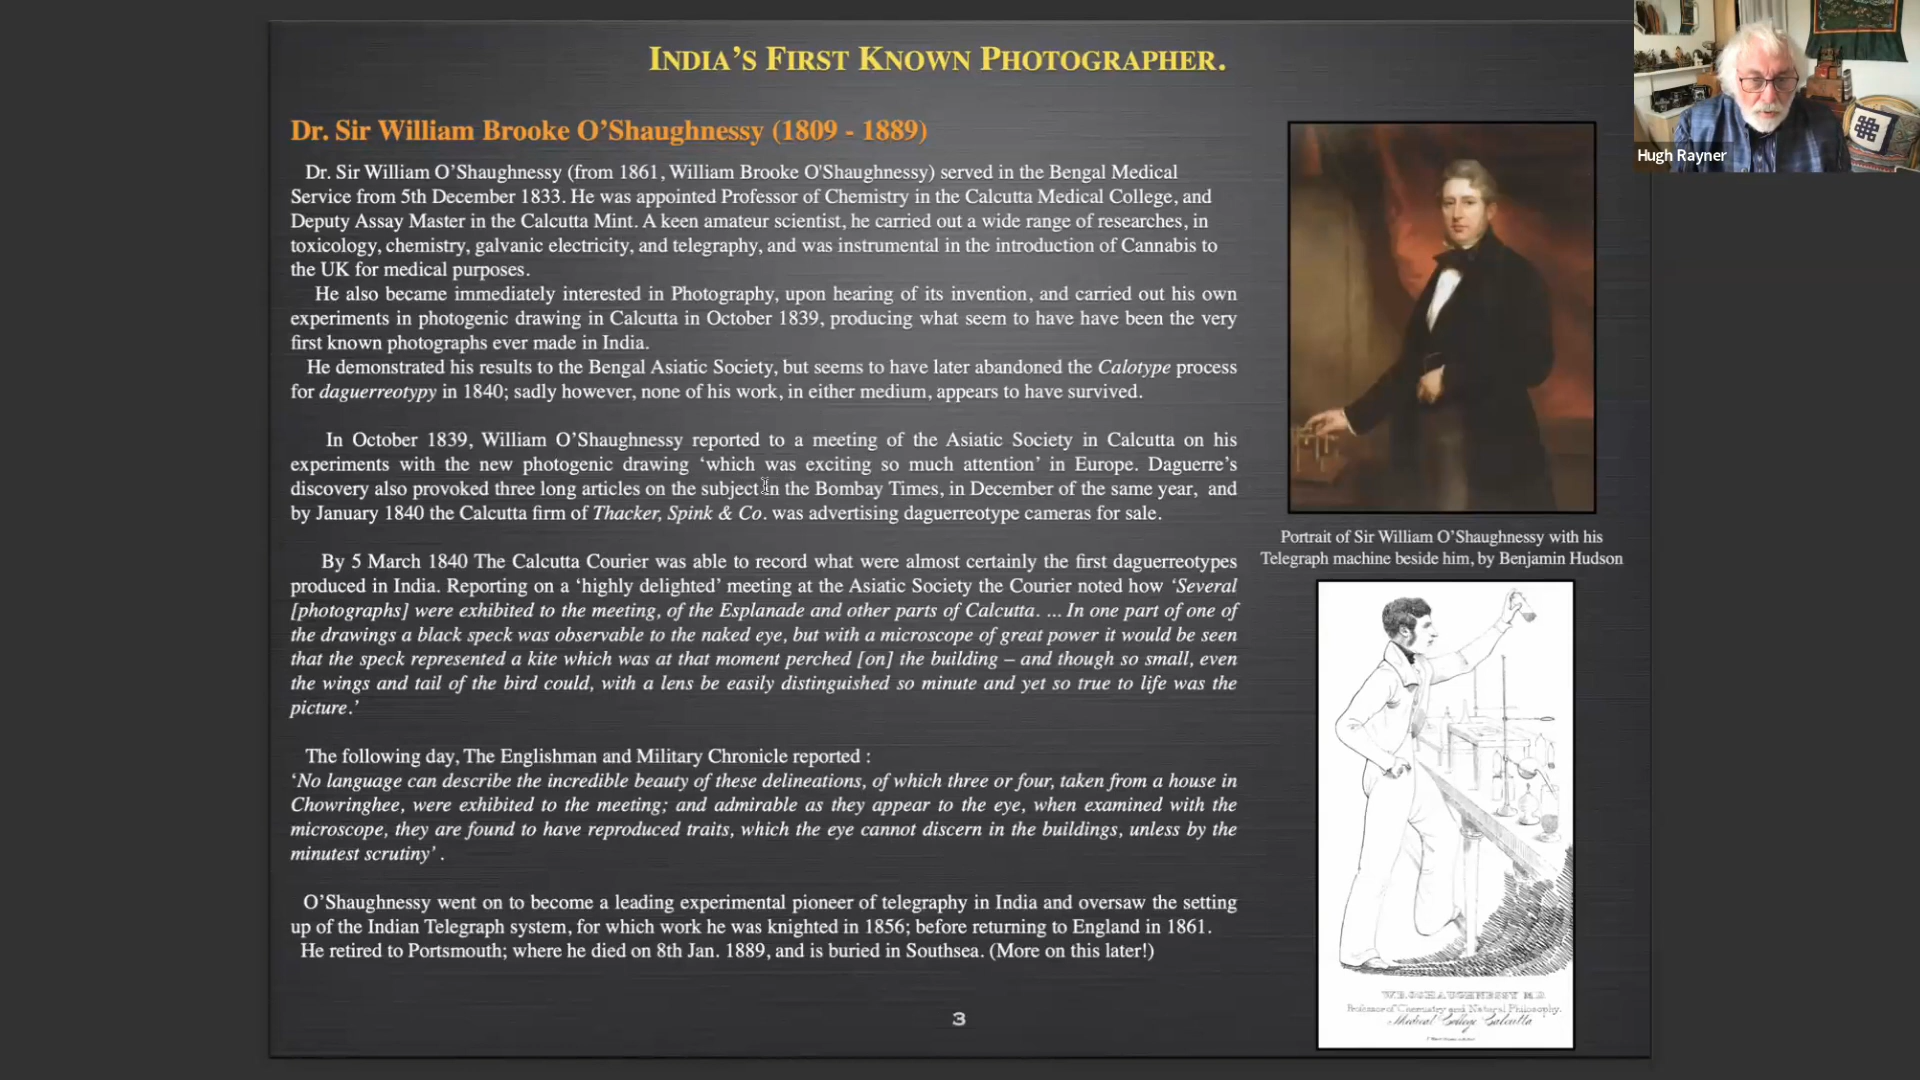 INDIA'S FIRST KNOWN PHOTOGRAPHER.
Dr. Sir William Brooke O'Shaughnessy (1809 - 1889)
Dr. Sir William O'Shaughnessy (from 1861, William Brooke O'Shaughnessy) served in the Bengal Medical
Service from 5th December 1833. He was appointed Professor of Chemistry in the Calcutta Medical College, and
Deputy Assay Master in the Calcutta Mint. A keen amateur scientist, he carried out a wide range of researches, in
toxicology, chemistry, galvanic electricity, and telegraphy, and was instrumental in the introduction of Cannabis to
the UK for medical purposes.
He also became immediately interested in Photography, upon hearing of its invention, and carried out his own
experiments in photogenic drawing in Calcutta in October 1839, producing what seem to have have been the very
first known photographs ever made in India.
He demonstrated his results to the Bengal Asiatic Society, but seems to have later abandoned the Calotype process
for daguerreotypy in 1840; sadly however, none of his work, in either medium, appears to have survived.
In October 1839, William O'Shaughnessy reported to a meeting of the Asiatic Society in Calcutta on his
experiments with the new photogenic drawing 'which was exciting so much attention' in Europe. Daguerre's
discovery also provoked three long articles on the subject in the Bombay Times, in December of the same year, and
by January 1840 the Calcutta firm of Thacker, Spink & Co. was advertising daguerreotype cameras for sale.
By 5 March 1840 The Calcutta Courier was able to record what were almost certainly the first daguerreotypes
produced in India. Reporting on a 'highly delighted' meeting at the Asiatic Society the Courier noted how 'Several
[photographs] were exhibited to the meeting, of the Esplanade and other parts of Calcutta. ... In one part of one of
the drawings a black speck was observable to the naked eye, but with a microscope of great power it would be seen
that the speck represented a kite which was at that moment perched [on] the building – and though so small, even
the wings and tail of the bird could, with a lens be easily distinguished so minute and yet so true to life was the
picture.'
The following day, The Englishman and Military Chronicle reported :
'No language can describe the incredible beauty of these delineations, of which three or four, taken from a house in
Chowringhee, were exhibited to the meeting; and admirable as they appear to the eye, when examined with the
microscope, they are found to have reproduced traits, which the eye cannot discern in the buildings, unless by the
minutest scrutiny' .
O'Shaughnessy went on to become a leading experimental pioneer of telegraphy in India and oversaw the setting
up of the Indian Telegraph system, for which work he was knighted in 1856; before returning to England in 1861.
He retired to Portsmouth; where he died on 8th Jan. 1889, and is buried in Southsea. (More on this later!)
3
Hugh Rayner
Portrait of Sir William O'Shaughnessy with his
Telegraph machine beside him, by Benjamin Hudson
W.B. O'SHAUGHNESSY M.D.
Professor of Chemistry and Natural Philosophy.
Medical College Calcutta